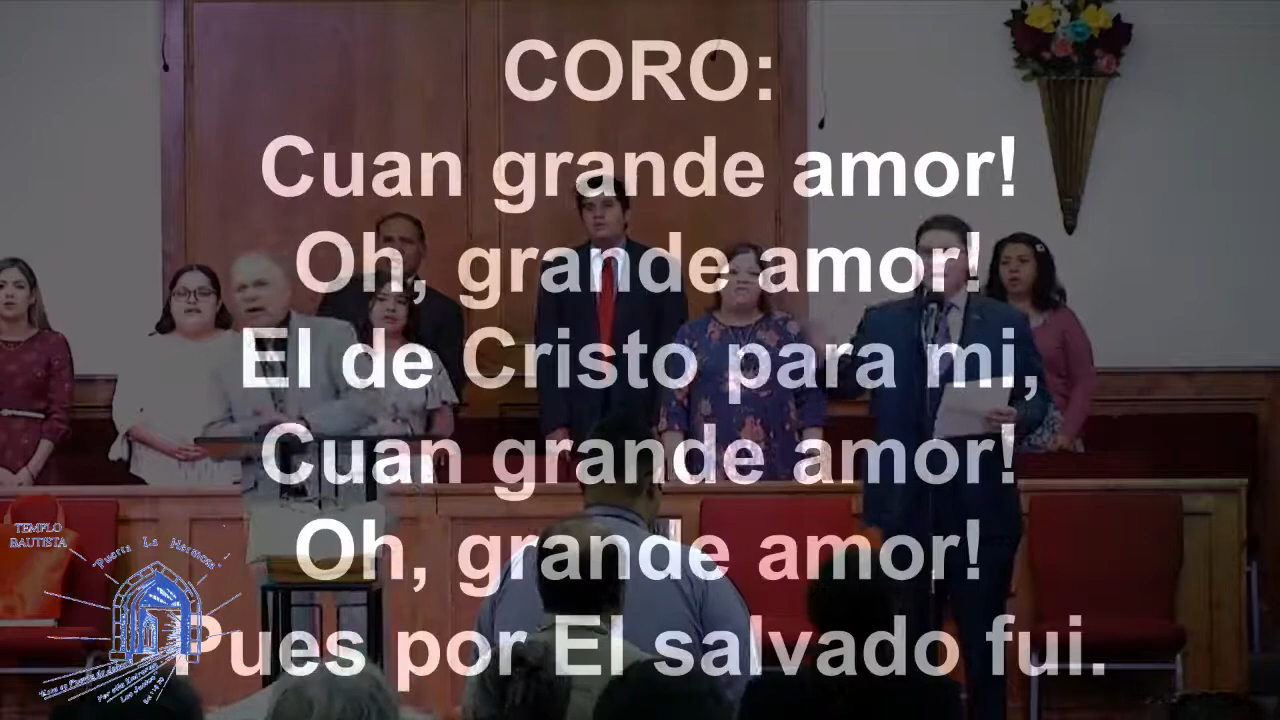 CORO:
Cuan grande amor!
Oh, grande amor!
El de Cristo para mi,
Cuan grande amor!
Oh, grande amor!
Pues por El salvado fui.
TEMPLO
BAUTISTA
"Puerta La Hermosa"